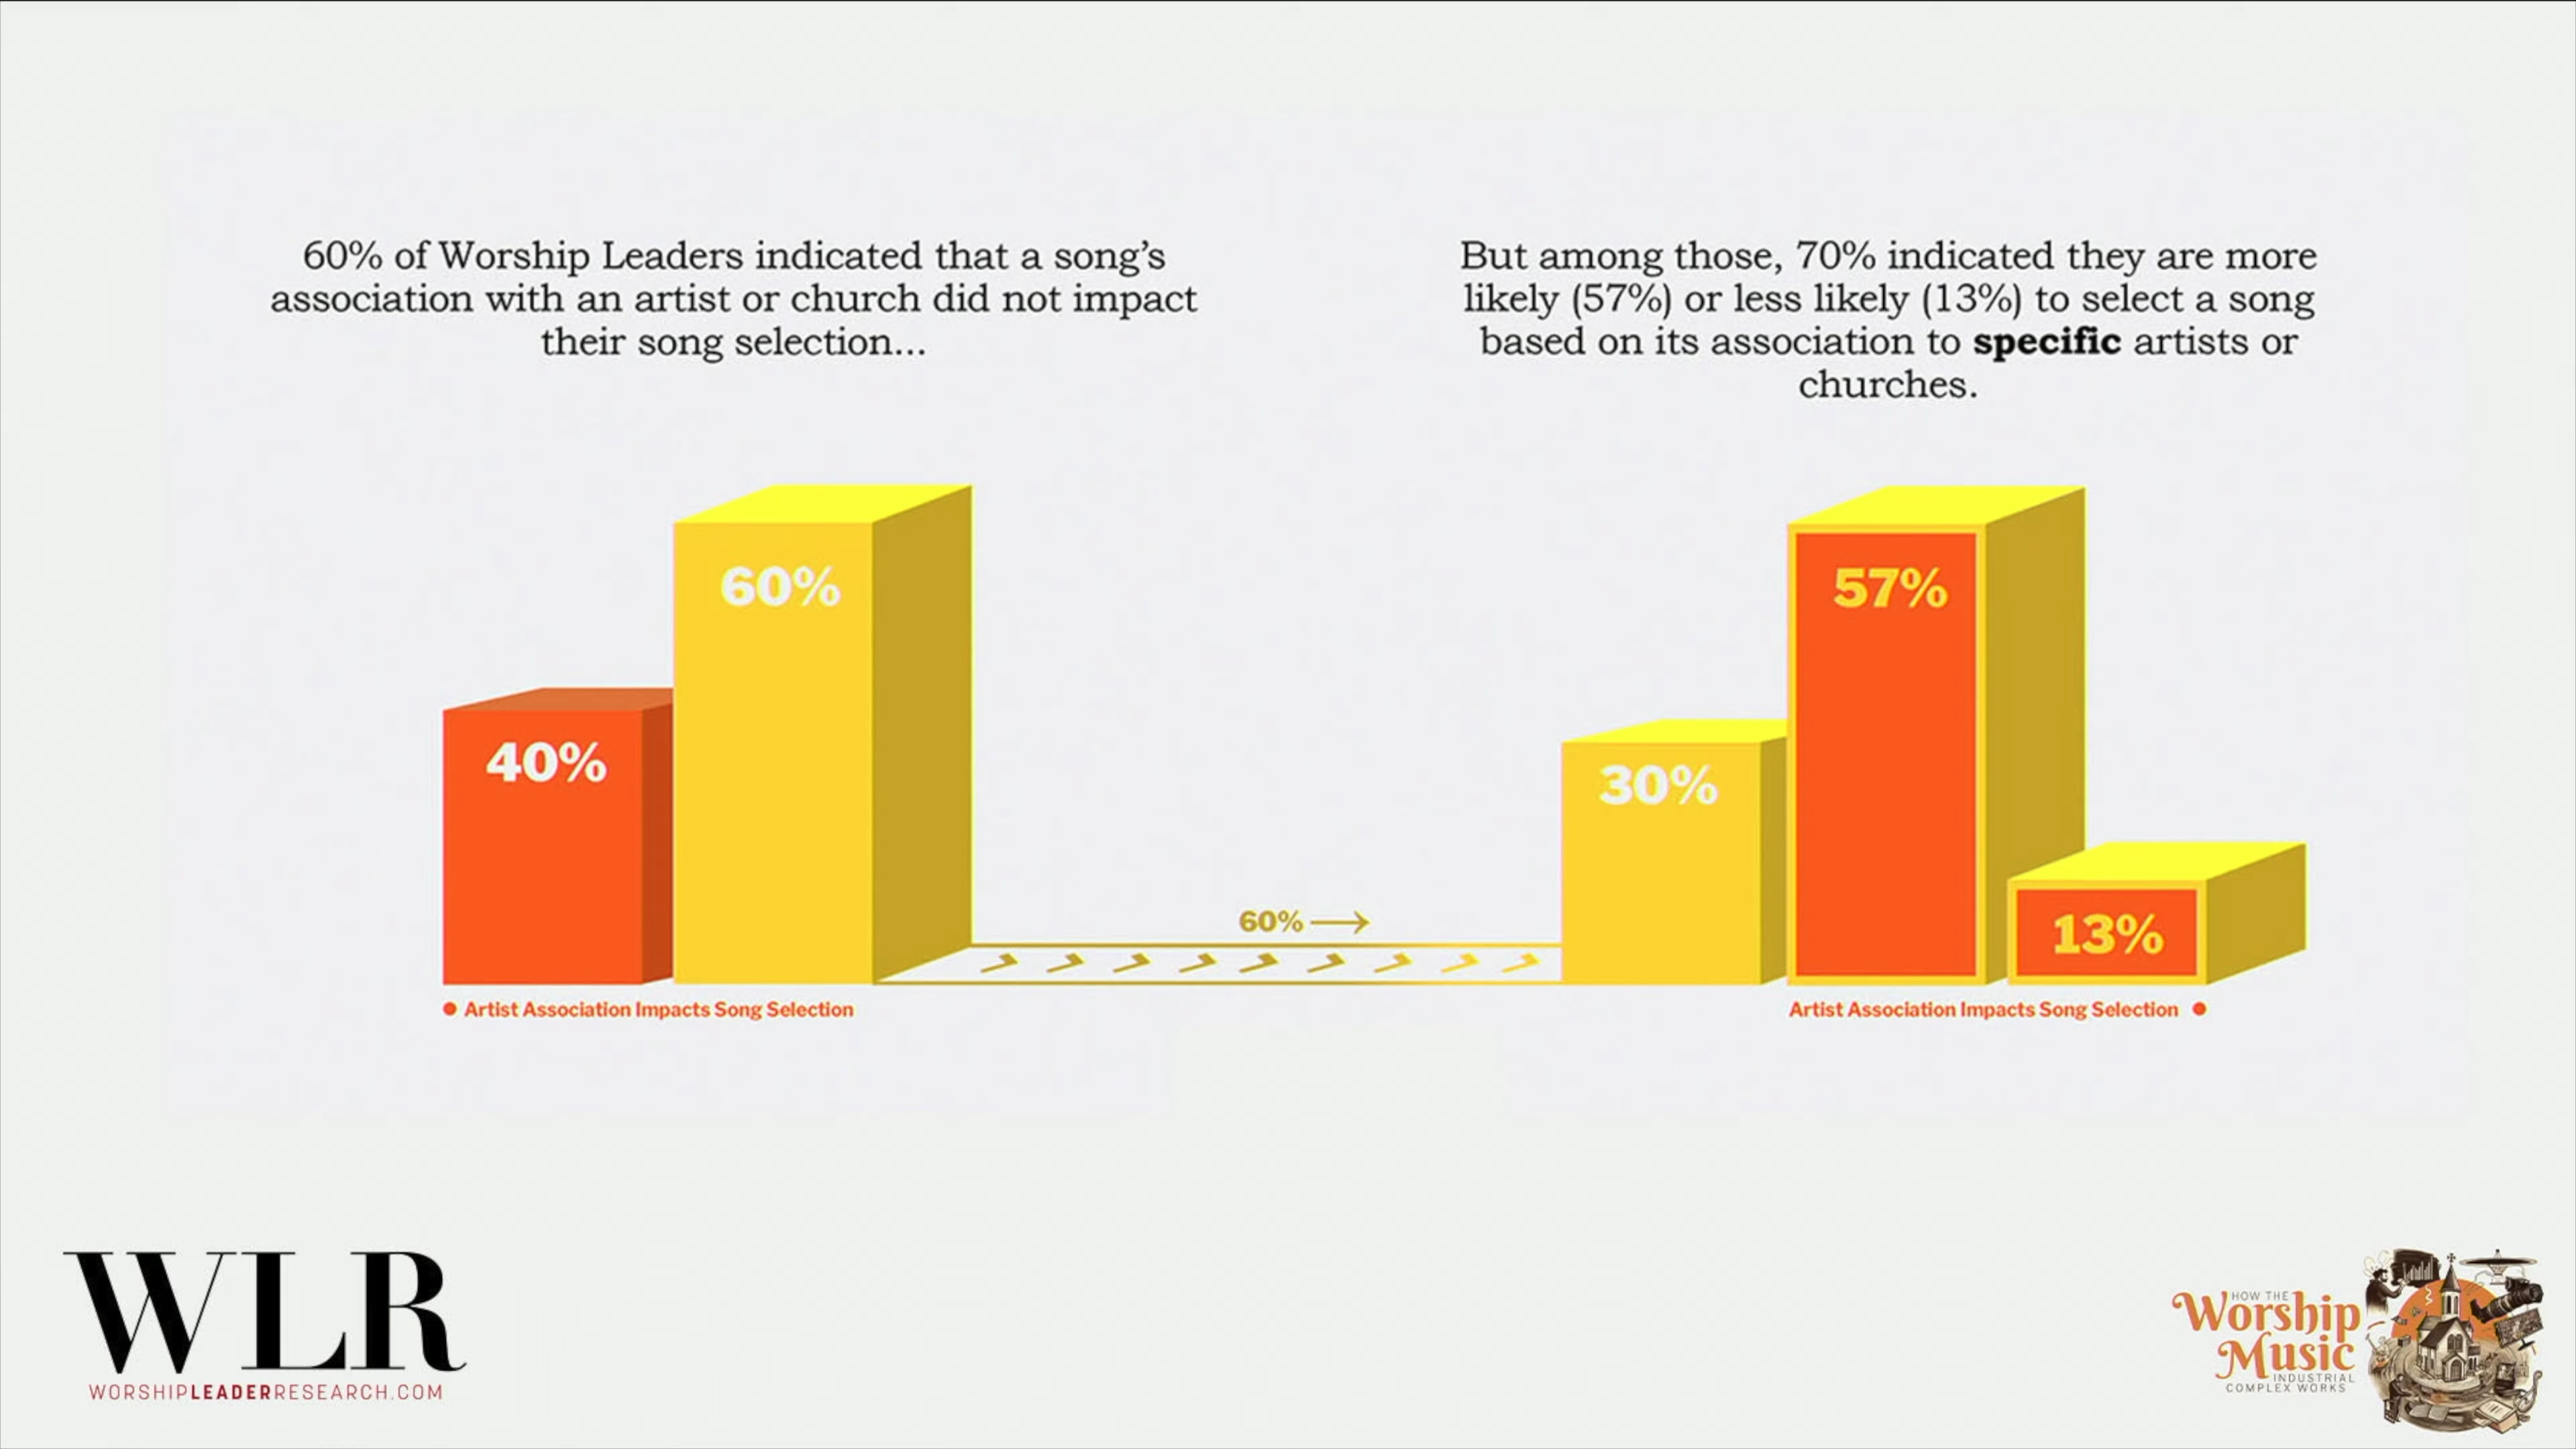 60% of Worship Leaders indicated that a song's
association with an artist or church did not impact
their song selection...
But among those, 70% indicated they are more
likely (57%) or less likely (13%) to select a song
based on its association to specific artists or
churches.
40%
60%
60%
30%
57%
13%
Artist Association Impacts Song Selection
Artist Association Impacts Song Selection
WLR
WORSHIPLEADERRESEARCH.COM
HOW THE
Worship
Music
INDUSTRIAL
COMPLEX WORKS